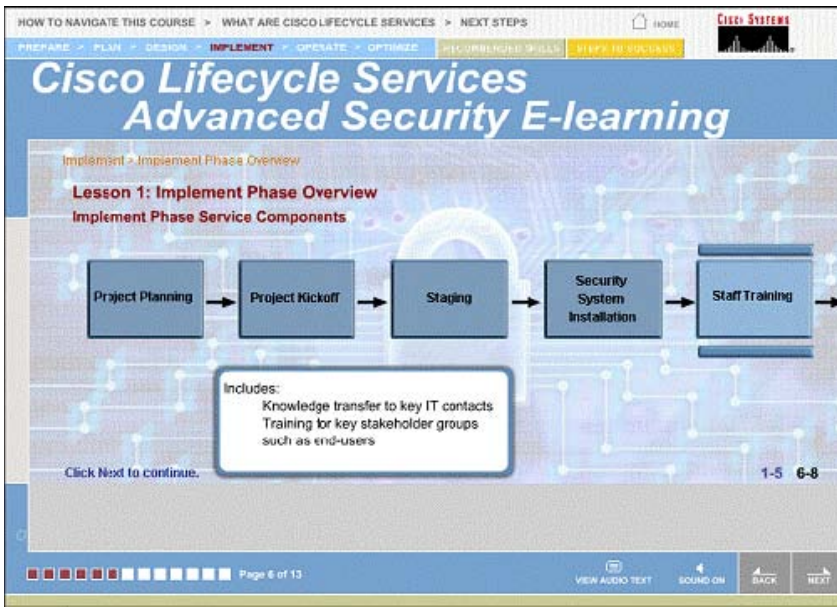 HOW TO NAVIGATE THIS COURSE > WHAT ARE CISCO LIFECYCLE SERVICES > NEXT STEPS
HOME
CISCO SYSTEMS
PREPARE > PLAN > DESIGN > IMPLEMENT > OPERATE > OPTIMIZE
RECOMMENDED SKILLS
STEPS TO SUCCESS
Cisco Lifecycle Services
Advanced Security E-learning
Implement > Implement Phase Overview
Lesson 1: Implement Phase Overview
Implement Phase Service Components
Project Planning
Project Kickoff
Staging
Security
System
Installation
Staff Training
Includes:
Knowledge transfer to key IT contacts
Training for key stakeholder groups
such as end-users
Click Next to continue.
1-5 6-8
Page 6 of 13
VIEW AUDIO TEXT
SOUND ON
BACK
NEXT